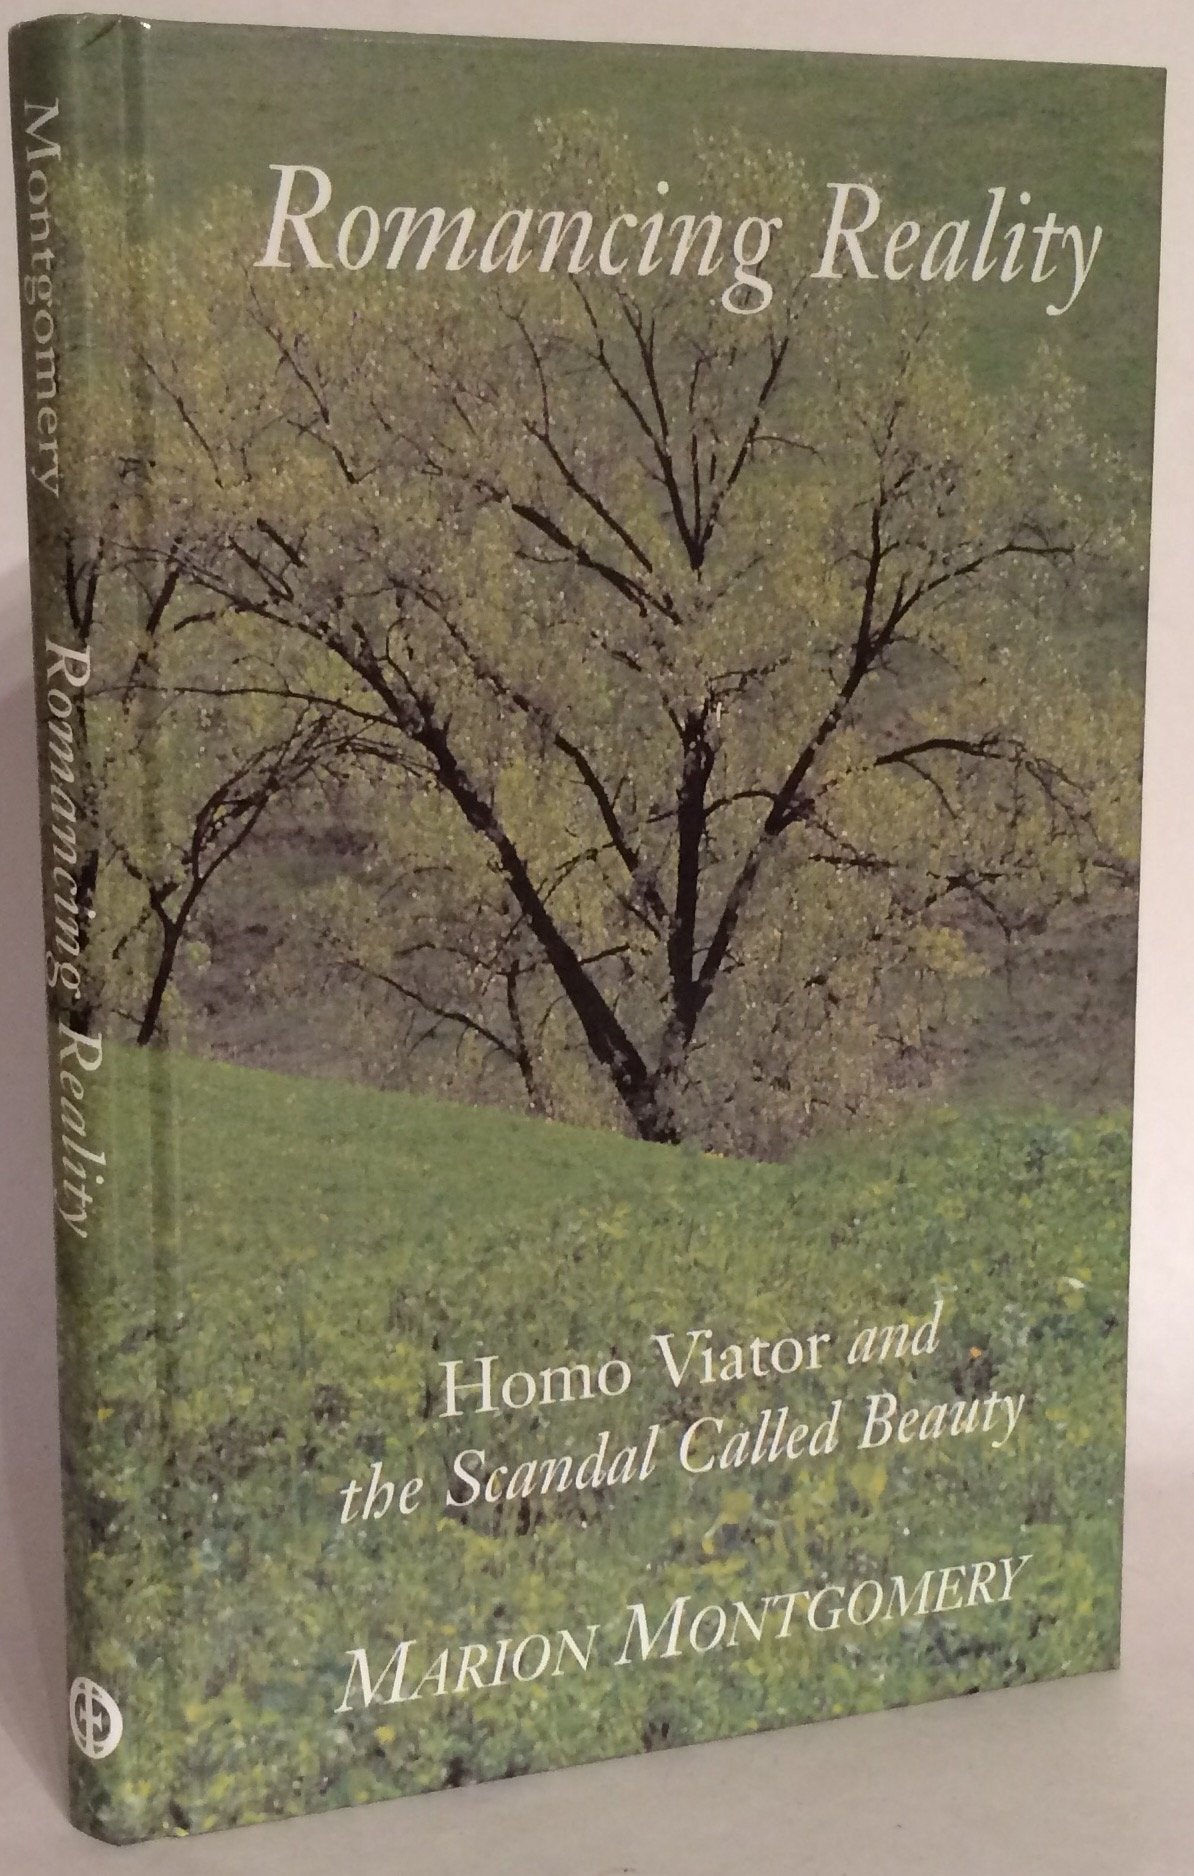 Montgomery Romancing Reality
Romancing Reality
Homo Viator and
the Scandal Called Beauty
MARION MONTGOMERY